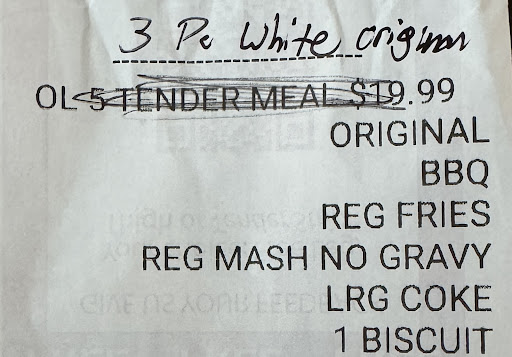 3 Pc White original
OL 5 TENDER MEAL $19.99
ORIGINAL
BBQ
REG FRIES
REG MASH NO GRAVY
LRG COKE
1 BISCUIT